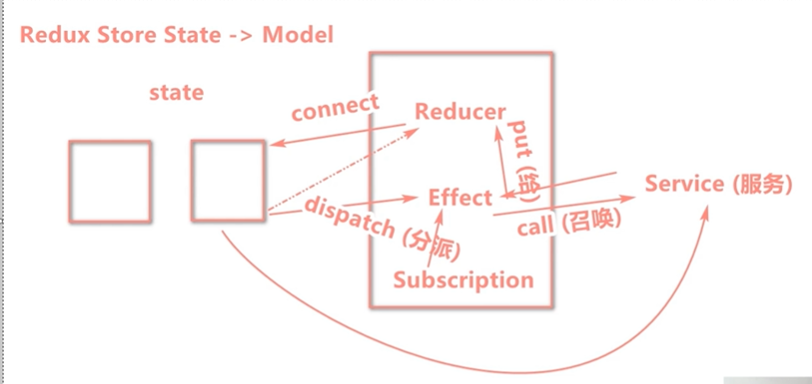 Redux Store State -> Model
state
connect
Reducer
put (给)
Effect
Service (服务)
dispatch (分派)
call (召唤)
Subscription